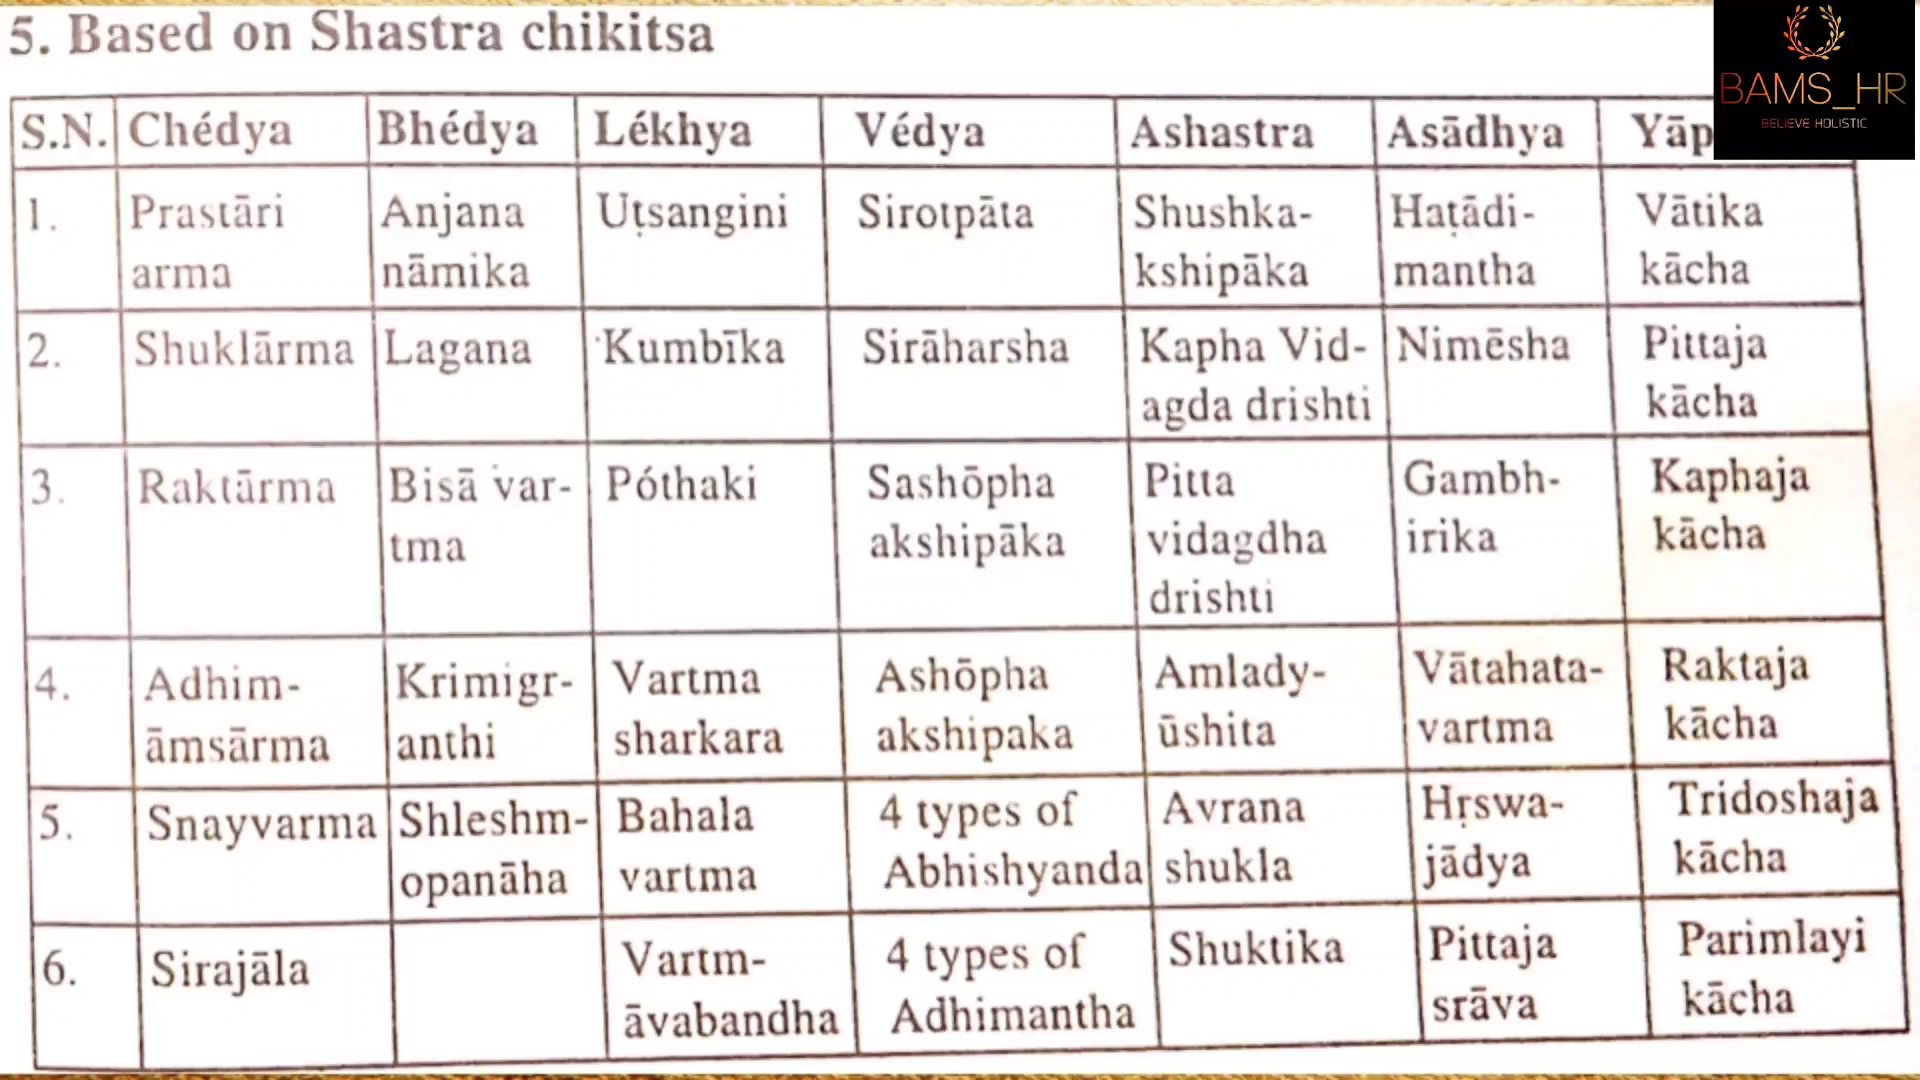 5. Based on Shastra chikitsa
BAMS_HR
BELIEVE HOLISTIC
S.N. Chédya Bhédya Lékhya Védya Ashastra Asādhya Yāp
1. Prastāri Anjana Uṭsangini Sirotpāta Shushka- Haṭādi- Vātika
arma nāmika kshipāka mantha kācha
2. Shuklārma Lagana Kumbīka Sirāharsha Kapha Vid- Nimēsha Pittaja
agda drishti kācha
3. Raktārma Bisā var- Póthaki Sashōpha Pitta Gambh- Kaphaja
tma akshipāka vidagdha irika kācha
drishti
4. Adhim- Krimigr- Vartma Ashōpha Amlady- Vātahata- Raktaja
āmsārma anthi sharkara akshipaka ūshita vartma kācha
5. Snayvarma Shleshm- Bahala 4 types of Avrana Hṛswa- Tridoshaja
opanāha vartma Abhishyanda shukla jādya kācha
6. Sirajāla Vartm- 4 types of Shuktika Pittaja Parimlayi
āvabandha Adhimantha srāva kācha